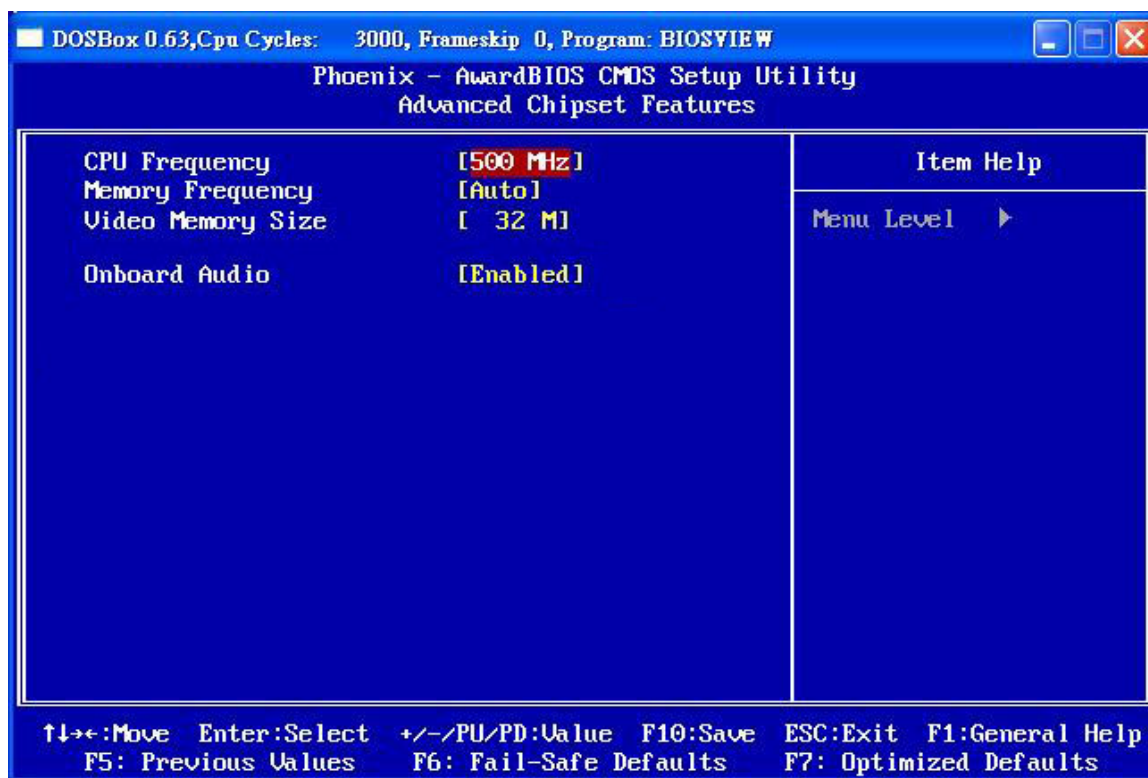 DOSBox 0.63,Cpu Cycles: 3000, Frameskip 0, Program: BIOSVIEW
Phoenix - AwardBIOS CMOS Setup Utility
Advanced Chipset Features
CPU Frequency [500 MHz]
Memory Frequency [Auto]
Video Memory Size [ 32 M]
Onboard Audio [Enabled]
Item Help
Menu Level ▶
↑↓→←:Move Enter:Select +/-/PU/PD:Value F10:Save ESC:Exit F1:General Help
F5: Previous Values F6: Fail-Safe Defaults F7: Optimized Defaults